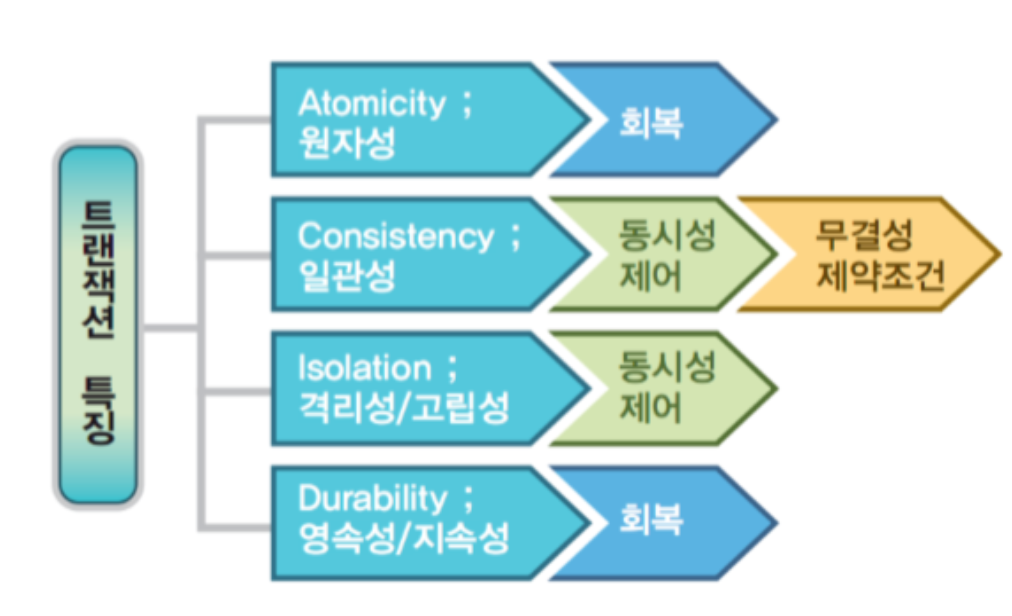 트랜잭션 특징
Atomicity ;
원자성
회복
Consistency ;
일관성
동시성
제어
무결성
제약조건
Isolation ;
격리성/고립성
동시성
제어
Durability ;
영속성/지속성
회복